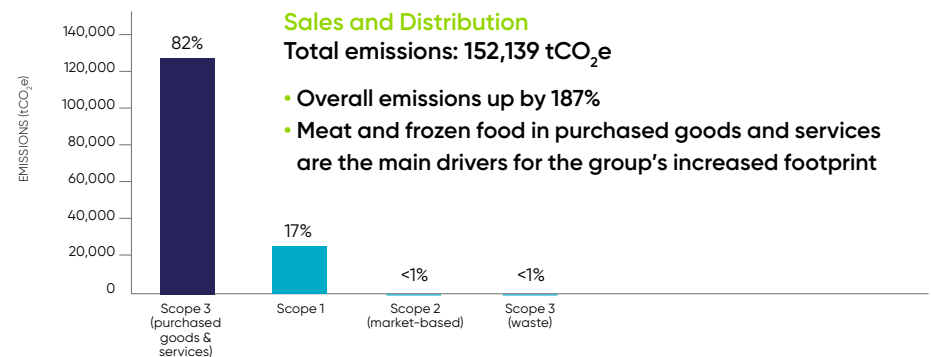 Sales and Distribution
Total emissions: 152,139 tCO₂e
• Overall emissions up by 187%
• Meat and frozen food in purchased goods and services
are the main drivers for the group’s increased footprint
EMISSIONS (tCO₂e)
140,000
120,000
100,000
80,000
60,000
40,000
20,000
0
82%
17%
<1%
<1%
Scope 3
(purchased
goods &
services)
Scope 1
Scope 2
(market-based)
Scope 3
(waste)